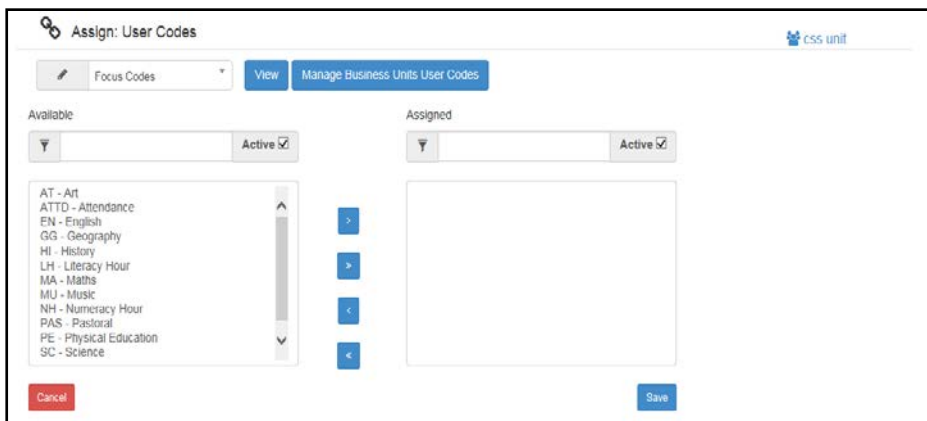 Assign: User Codes
css unit
Focus Codes
View
Manage Business Units User Codes
Available
Assigned
Active
Active
AT - Art
ATTD - Attendance
EN - English
GG - Geography
HI - History
LH - Literacy Hour
MA - Maths
MU - Music
NH - Numeracy Hour
PAS - Pastoral
PE - Physical Education
SC - Science
>
»
<
«
Cancel
Save